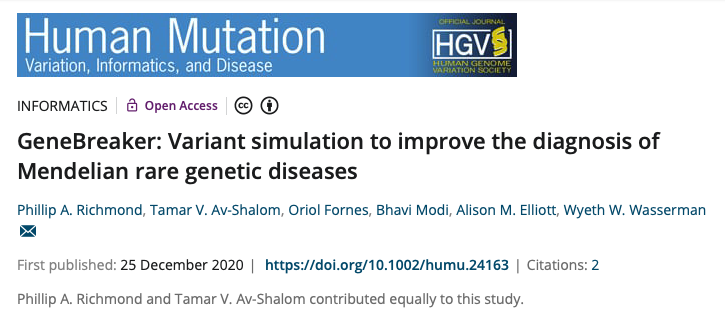 Human Mutation
Variation, Informatics, and Disease
OFFICIAL JOURNAL
HGVS
HUMAN GENOME
VARIATION SOCIETY
INFORMATICS | Open Access | cc
GeneBreaker: Variant simulation to improve the diagnosis of
Mendelian rare genetic diseases
Phillip A. Richmond, Tamar V. Av-Shalom, Oriol Fornes, Bhavi Modi, Alison M. Elliott, Wyeth W. Wasserman
First published: 25 December 2020 | https://doi.org/10.1002/humu.24163 | Citations: 2
Phillip A. Richmond and Tamar V. Av-Shalom contributed equally to this study.